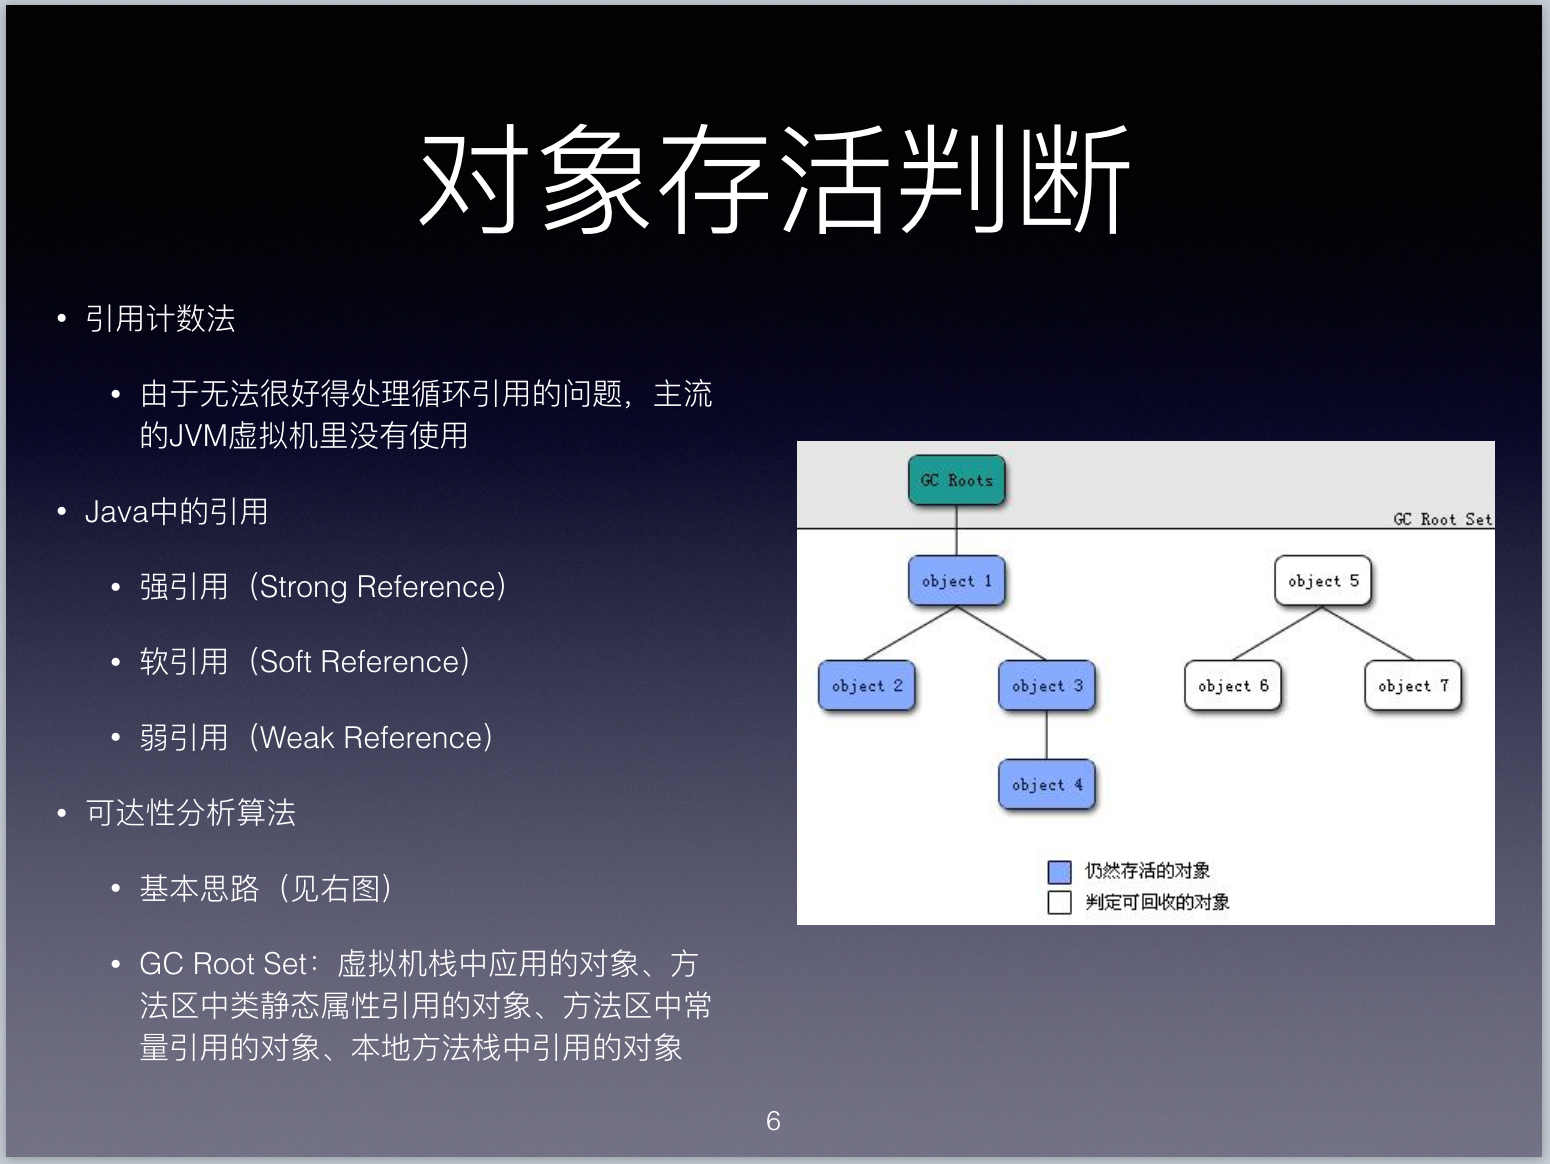 对象存活判断
• 引用计数法
• 由于无法很好得处理循环引用的问题，主流
的JVM虚拟机里没有使用
• Java中的引用
• 强引用（Strong Reference）
• 软引用（Soft Reference）
• 弱引用（Weak Reference）
• 可达性分析算法
• 基本思路（见右图）
• GC Root Set：虚拟机栈中应用的对象、方
法区中类静态属性引用的对象、方法区中常
量引用的对象、本地方法栈中引用的对象
GC Roots
GC Root Set
object 1
object 5
object 2
object 3
object 6
object 7
object 4
仍然存活的对象
判定可回收的对象
6